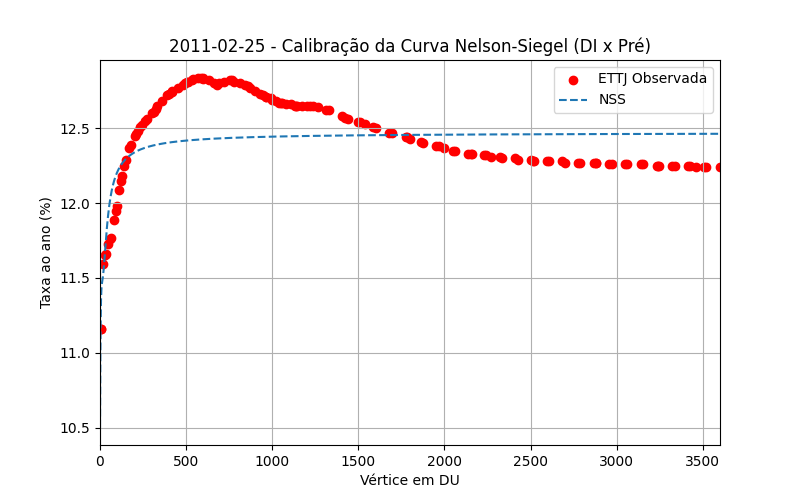 2011-02-25 - Calibração da Curva Nelson-Siegel (DI x Pré)
ETTJ Observada
NSS
Taxa ao ano (%)
12.5
12.0
11.5
11.0
10.5
0 500 1000 1500 2000 2500 3000 3500
Vértice em DU